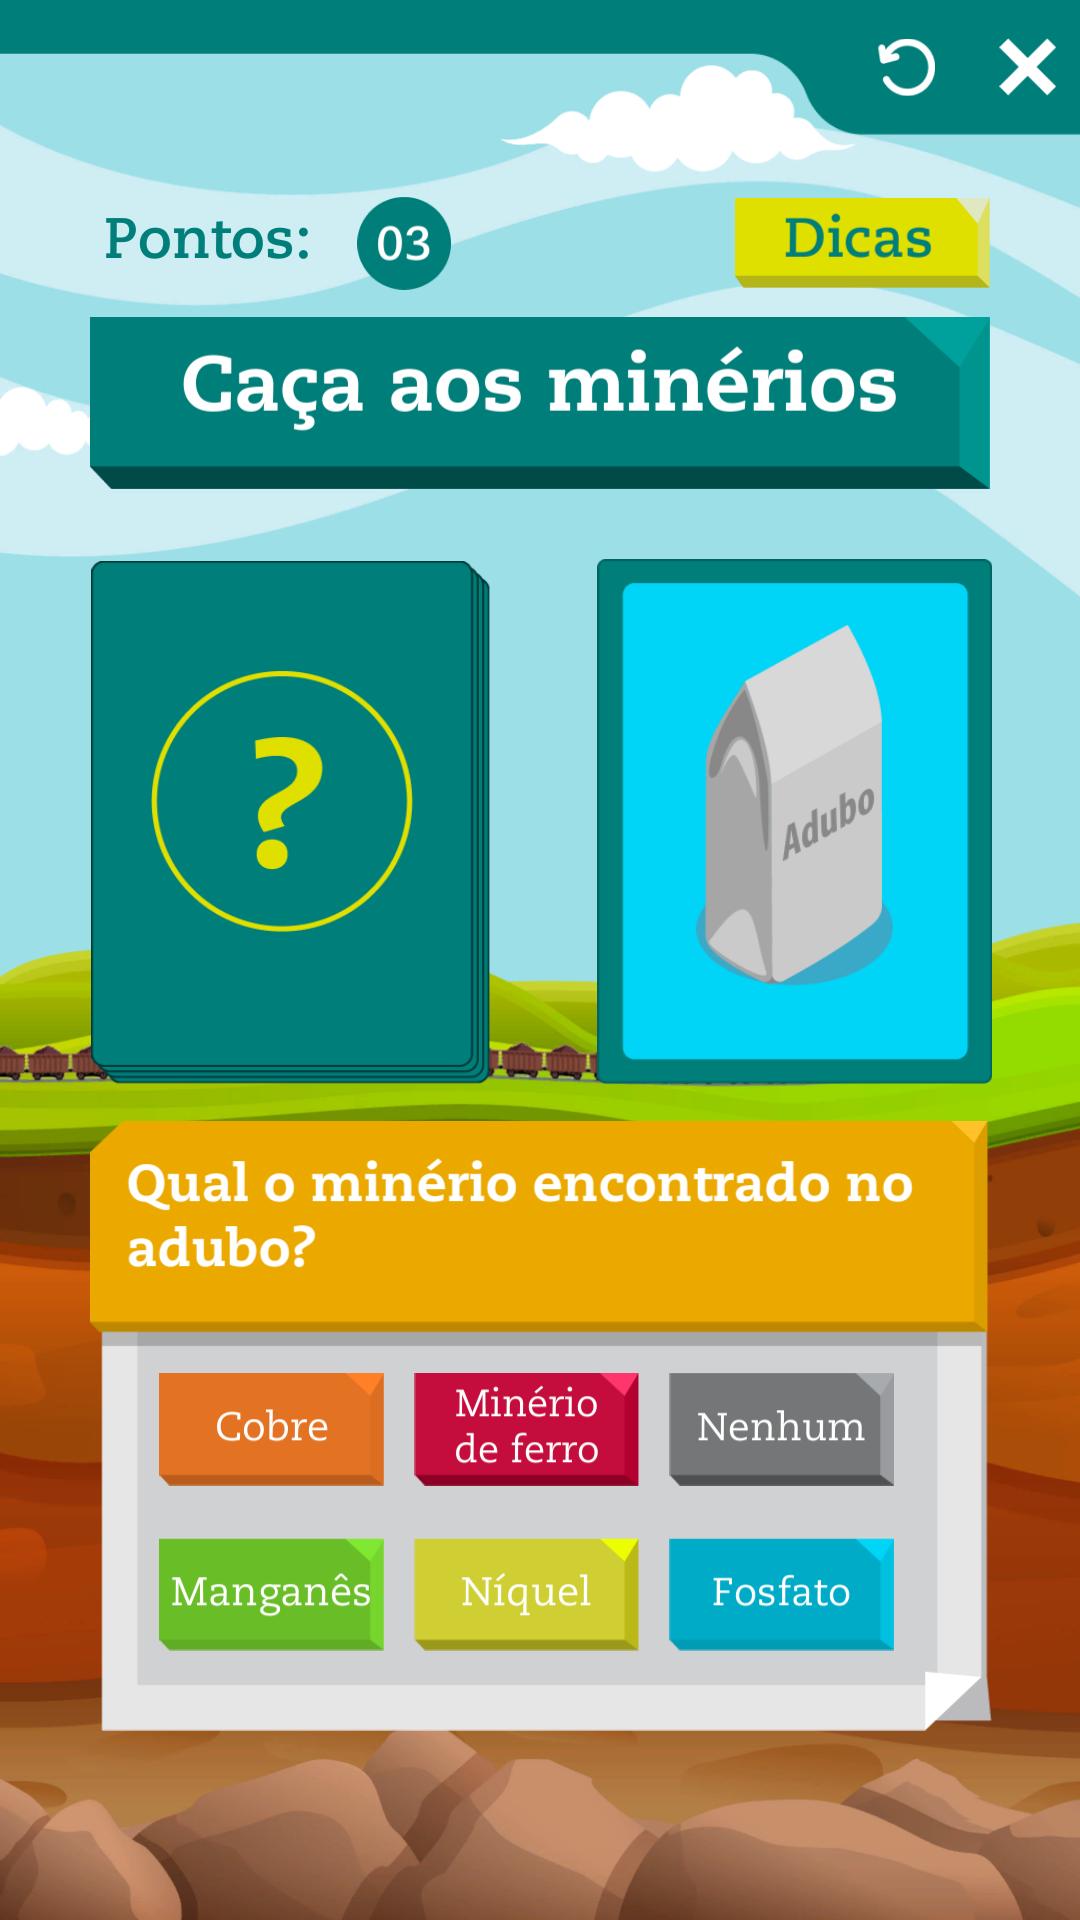 Pontos: 03
Dicas
Caça aos minérios
?
Adubo
Qual o minério encontrado no
adubo?
Cobre
Minério
de ferro
Nenhum
Manganês
Níquel
Fosfato